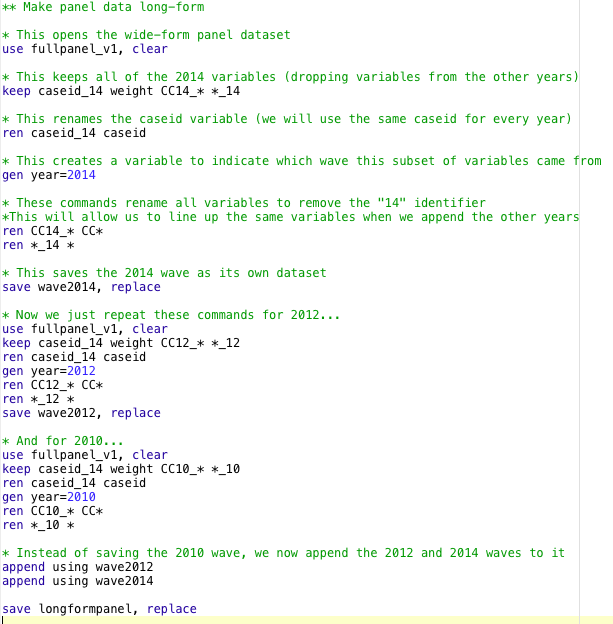 ** Make panel data long-form
* This opens the wide-form panel dataset
use fullpanel_v1, clear
* This keeps all of the 2014 variables (dropping variables from the other years)
keep caseid_14 weight CC14_* *_14
* This renames the caseid variable (we will use the same caseid for every year)
ren caseid_14 caseid
* This creates a variable to indicate which wave this subset of variables came from
gen year=2014
* These commands rename all variables to remove the "14" identifier
*This will allow us to line up the same variables when we append the other years
ren CC14_* CC*
ren *_14 *
* This saves the 2014 wave as its own dataset
save wave2014, replace
* Now we just repeat these commands for 2012...
use fullpanel_v1, clear
keep caseid_14 weight CC12_* *_12
ren caseid_14 caseid
gen year=2012
ren CC12_* CC*
ren *_12 *
save wave2012, replace
* And for 2010...
use fullpanel_v1, clear
keep caseid_14 weight CC10_* *_10
ren caseid_14 caseid
gen year=2010
ren CC10_* CC*
ren *_10 *
* Instead of saving the 2010 wave, we now append the 2012 and 2014 waves to it
append using wave2012
append using wave2014
save longformpanel, replace